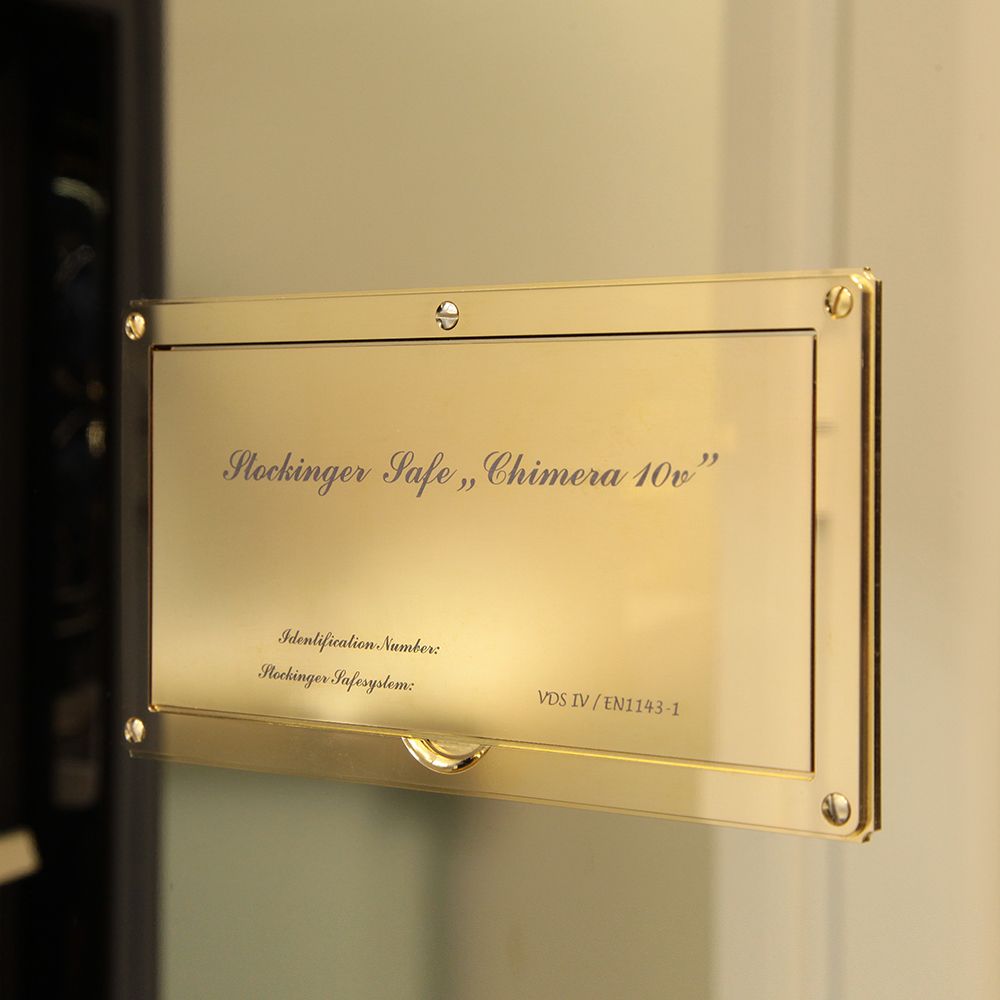 Stockinger Safe „Chimera 10v”
Identification Number:
Stockinger Safesystem:
VDS IV / EN1143-1